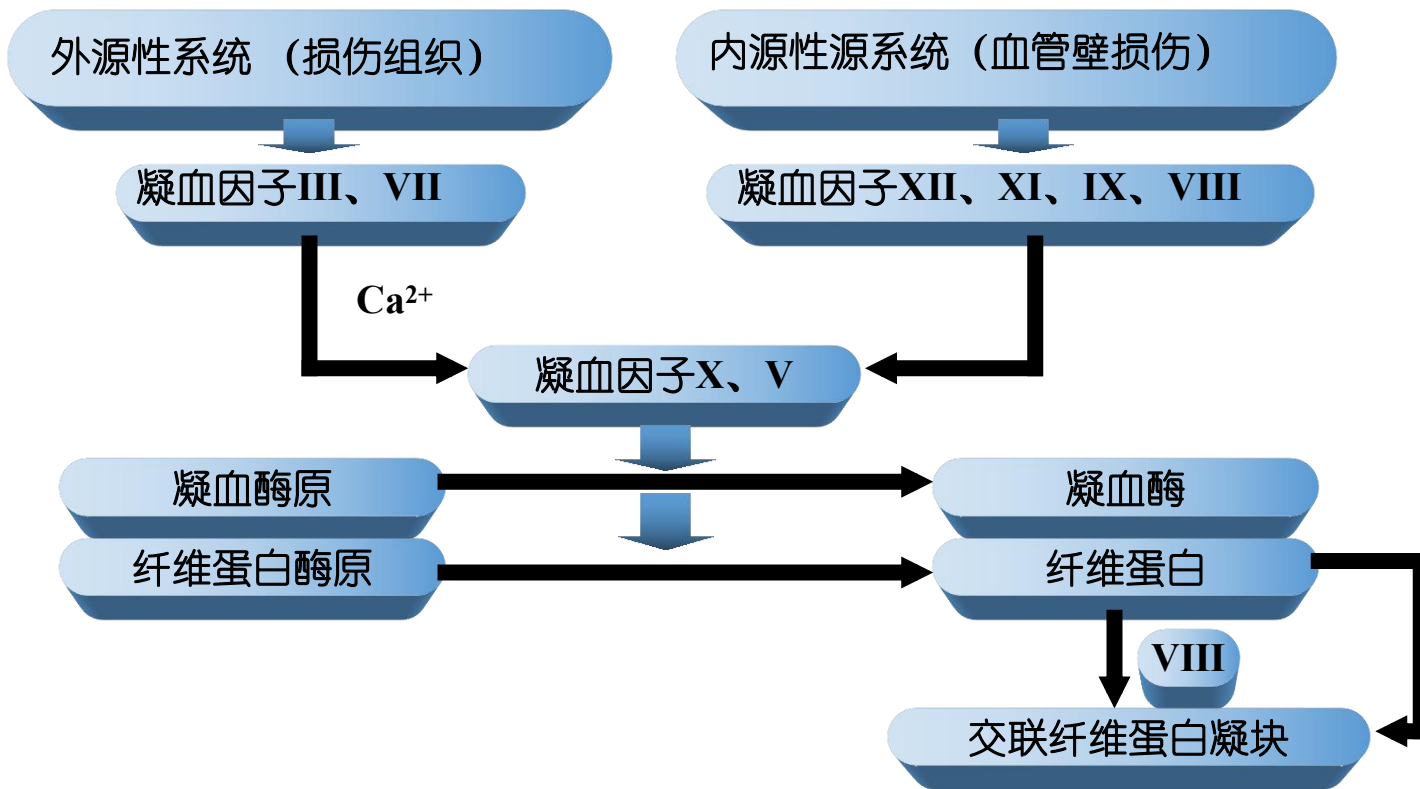 外源性系统 （损伤组织）
内源性源系统（血管壁损伤）
凝血因子III、VII
凝血因子XII、XI、IX、VIII
Ca²⁺
凝血因子X、V
凝血酶原
凝血酶
纤维蛋白酶原
纤维蛋白
VIII
交联纤维蛋白凝块